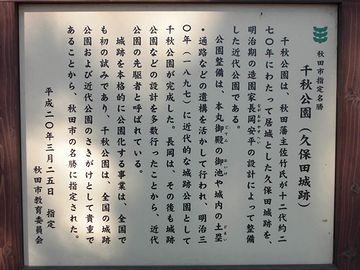 秋田市指定名勝
千秋公園(久保田城跡)
千秋公園は、秋田藩主佐竹氏が十二代約二
七〇年にわたって居城とした久保田城跡を、
明治期の造園家長岡安平の設計によって整備
した近代公園である。
公園整備は、本丸御殿の御池や城内の土塁
・通路などの遺構を活かして行われ、明治三
〇年(一八九七)に近代的な城跡公園として
千秋公園が完成した。長岡は、その後も城跡
公園などの設計を多数行ったことから、近代
公園の先駆者と呼ばれている。
城跡を本格的に公園化する事業は、全国で
も初の試みであり、千秋公園は、全国の城跡
公園および近代公園のさきがけとして貴重で
あることから、秋田市の名勝に指定された。
平成二〇年三月二五日 指定
秋田市教育委員会